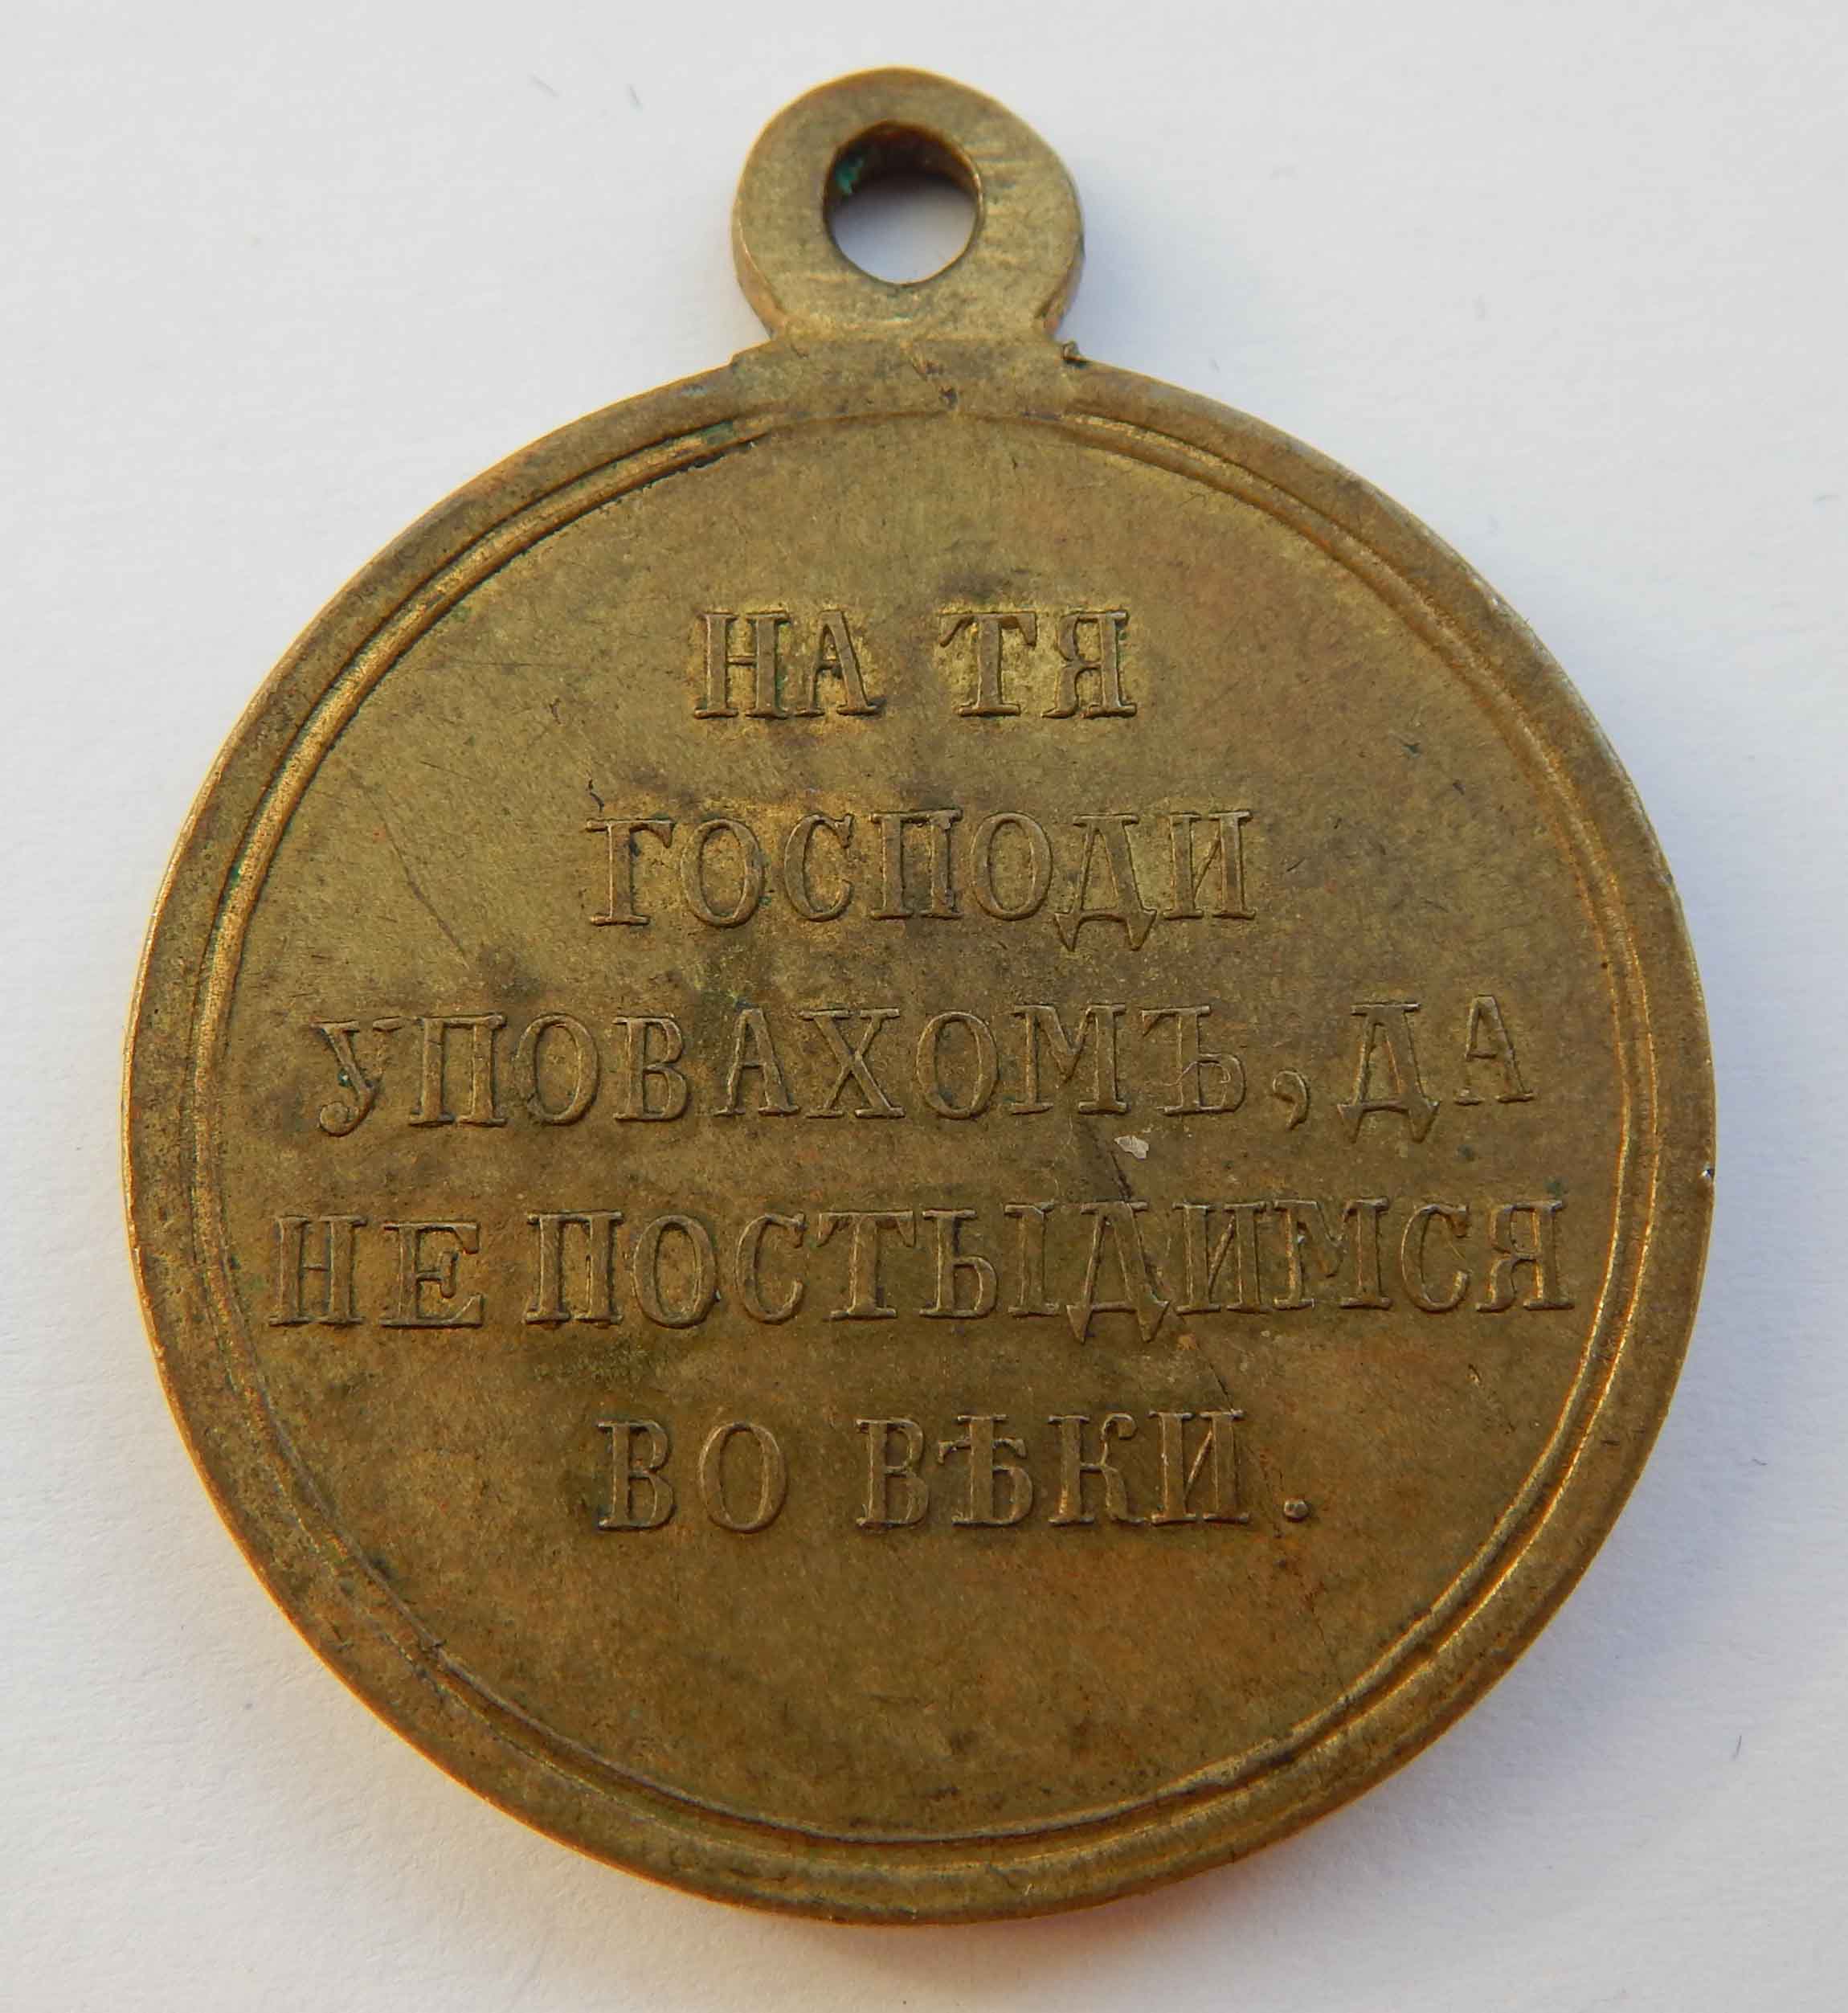 НА ТЯ
ГОСПОДИ
УПОВАХОМЪ, ДА
НЕ ПОСТЫДИМСЯ
ВО ВѢКИ.